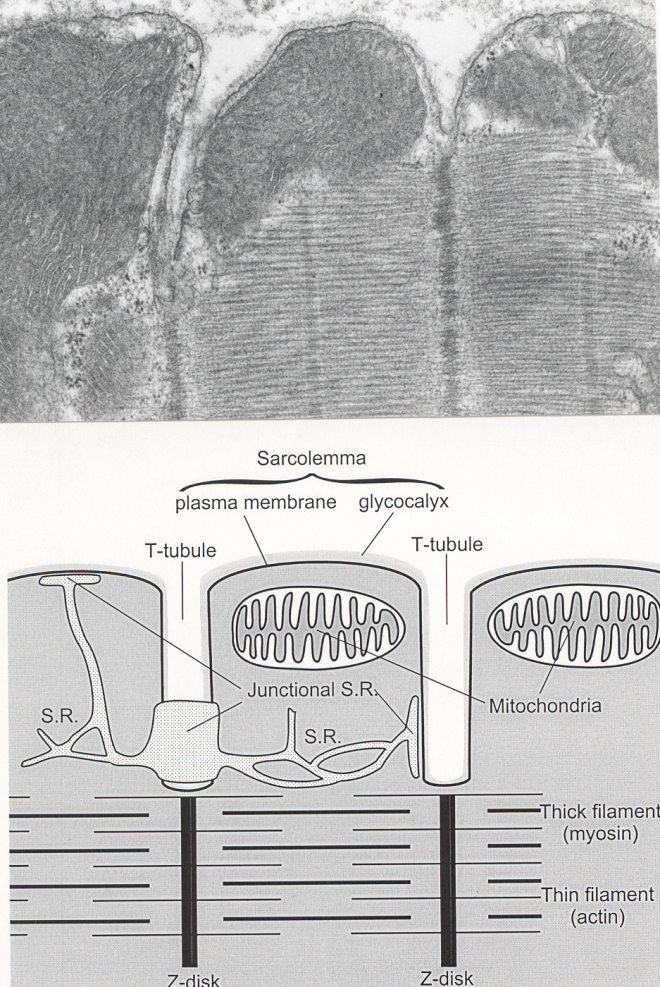 Sarcolemma
plasma membrane glycocalyx
T-tubule
T-tubule
Junctional S.R.
S.R.
S.R.
Mitochondria
Thick filament
(myosin)
Thin filament
(actin)
Z-disk
Z-disk